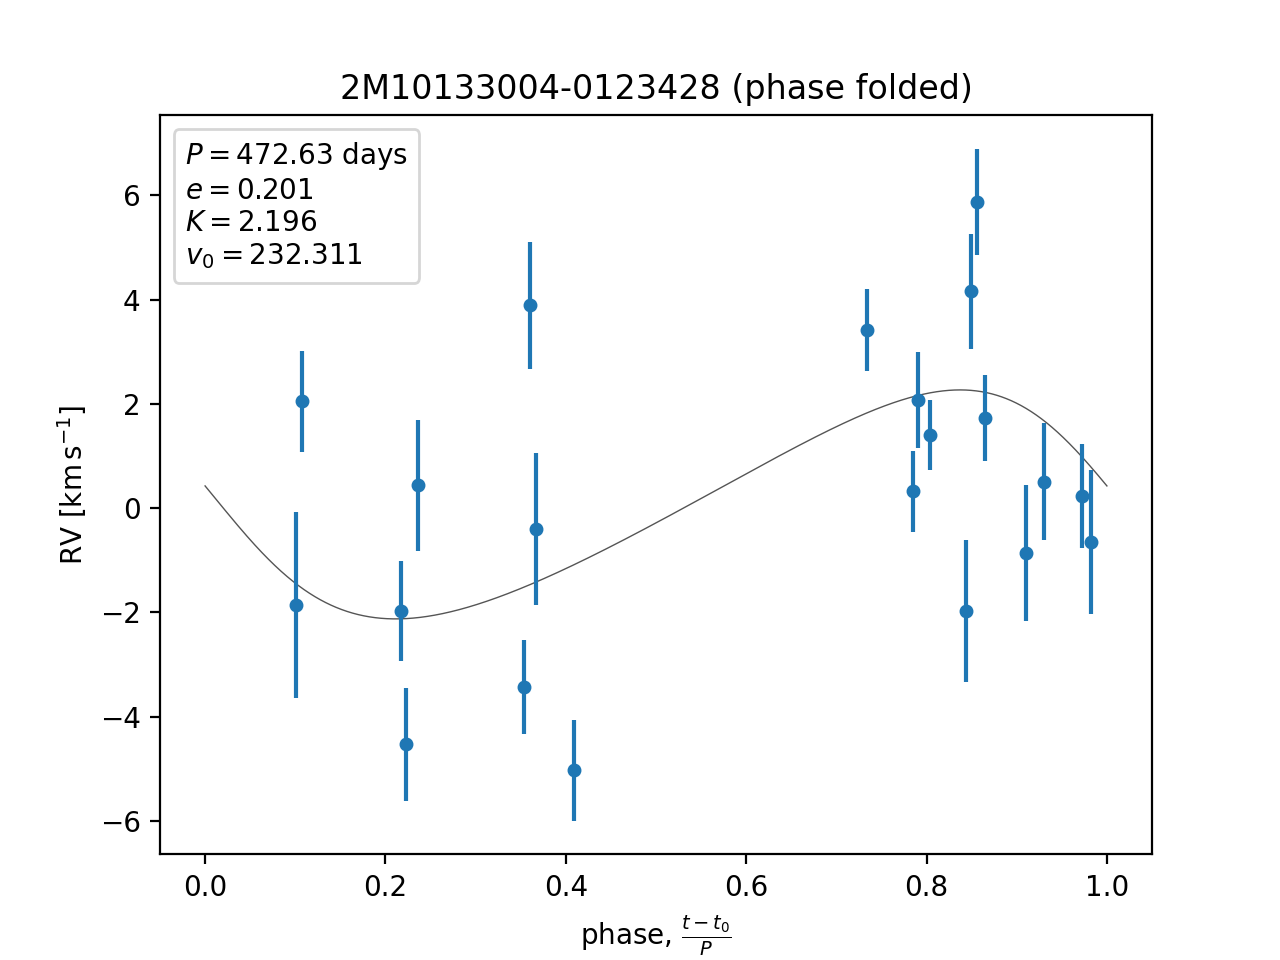 2M10133004-0123428 (phase folded)
P = 472.63 days
e = 0.201
K = 2.196
v₀ = 232.311
6
4
2
0
−2
−4
−6
RV [km s⁻¹]
0.0 0.2 0.4 0.6 0.8 1.0
phase, (t − t₀)/P